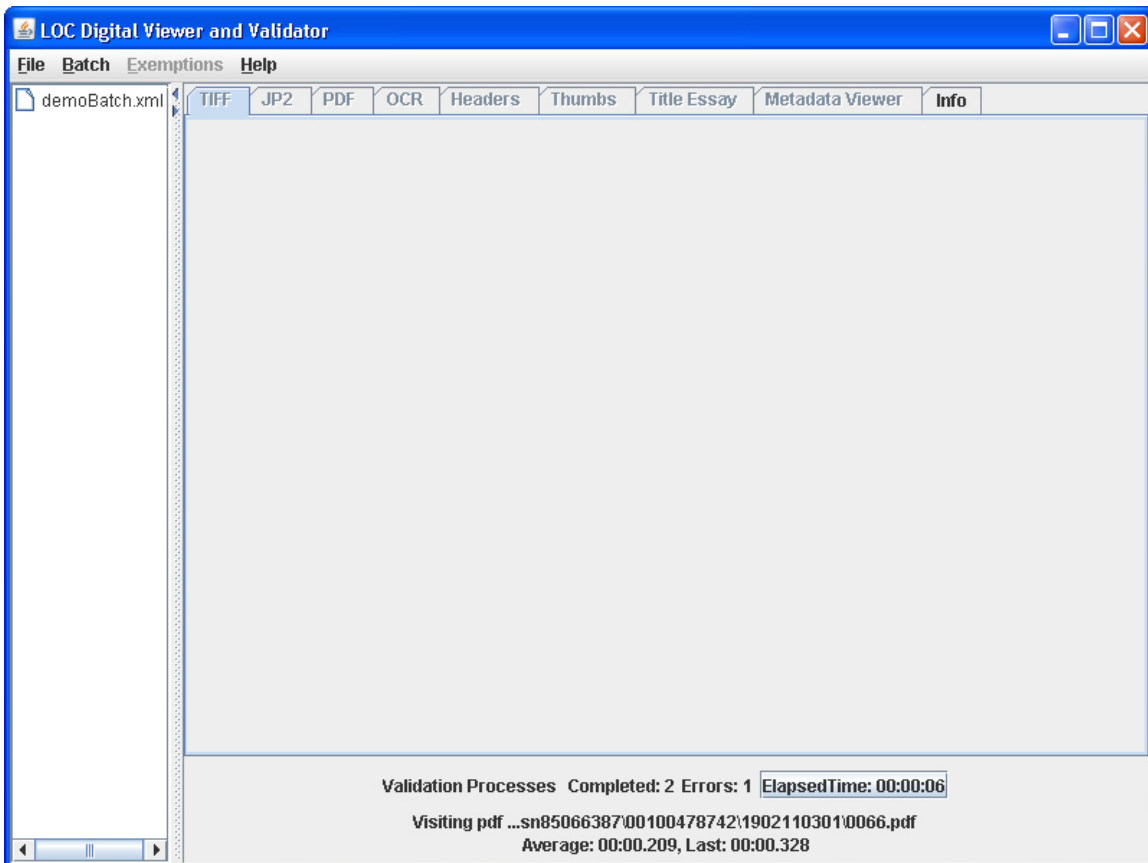 LOC Digital Viewer and Validator
File Batch Exemptions Help
demoBatch.xml
TIFF JP2 PDF OCR Headers Thumbs Title Essay Metadata Viewer Info
Validation Processes Completed: 2 Errors: 1 ElapsedTime: 00:00:06
Visiting pdf ...sn85066387\00100478742\1902110301\0066.pdf
Average: 00:00.209, Last: 00:00.328